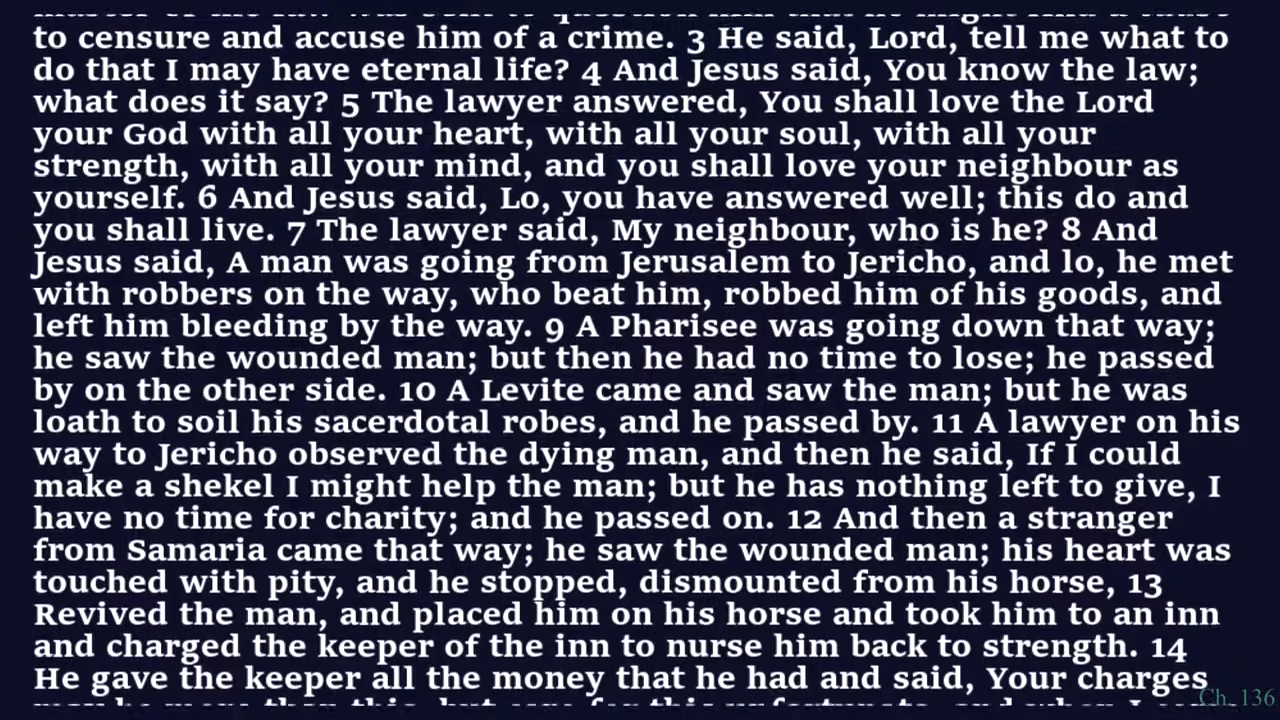 to censure and accuse him of a crime. 3 He said, Lord, tell me what to
do that I may have eternal life? 4 And Jesus said, You know the law;
what does it say? 5 The lawyer answered, You shall love the Lord
your God with all your heart, with all your soul, with all your
strength, with all your mind, and you shall love your neighbour as
yourself. 6 And Jesus said, Lo, you have answered well; this do and
you shall live. 7 The lawyer said, My neighbour, who is he? 8 And
Jesus said, A man was going from Jerusalem to Jericho, and lo, he met
with robbers on the way, who beat him, robbed him of his goods, and
left him bleeding by the way. 9 A Pharisee was going down that way;
he saw the wounded man; but then he had no time to lose; he passed
by on the other side. 10 A Levite came and saw the man; but he was
loath to soil his sacerdotal robes, and he passed by. 11 A lawyer on his
way to Jericho observed the dying man, and then he said, If I could
make a shekel I might help the man; but he has nothing left to give, I
have no time for charity; and he passed on. 12 And then a stranger
from Samaria came that way; he saw the wounded man; his heart was
touched with pity, and he stopped, dismounted from his horse, 13
Revived the man, and placed him on his horse and took him to an inn
and charged the keeper of the inn to nurse him back to strength. 14
He gave the keeper all the money that he had and said, Your charges
Ch. 136